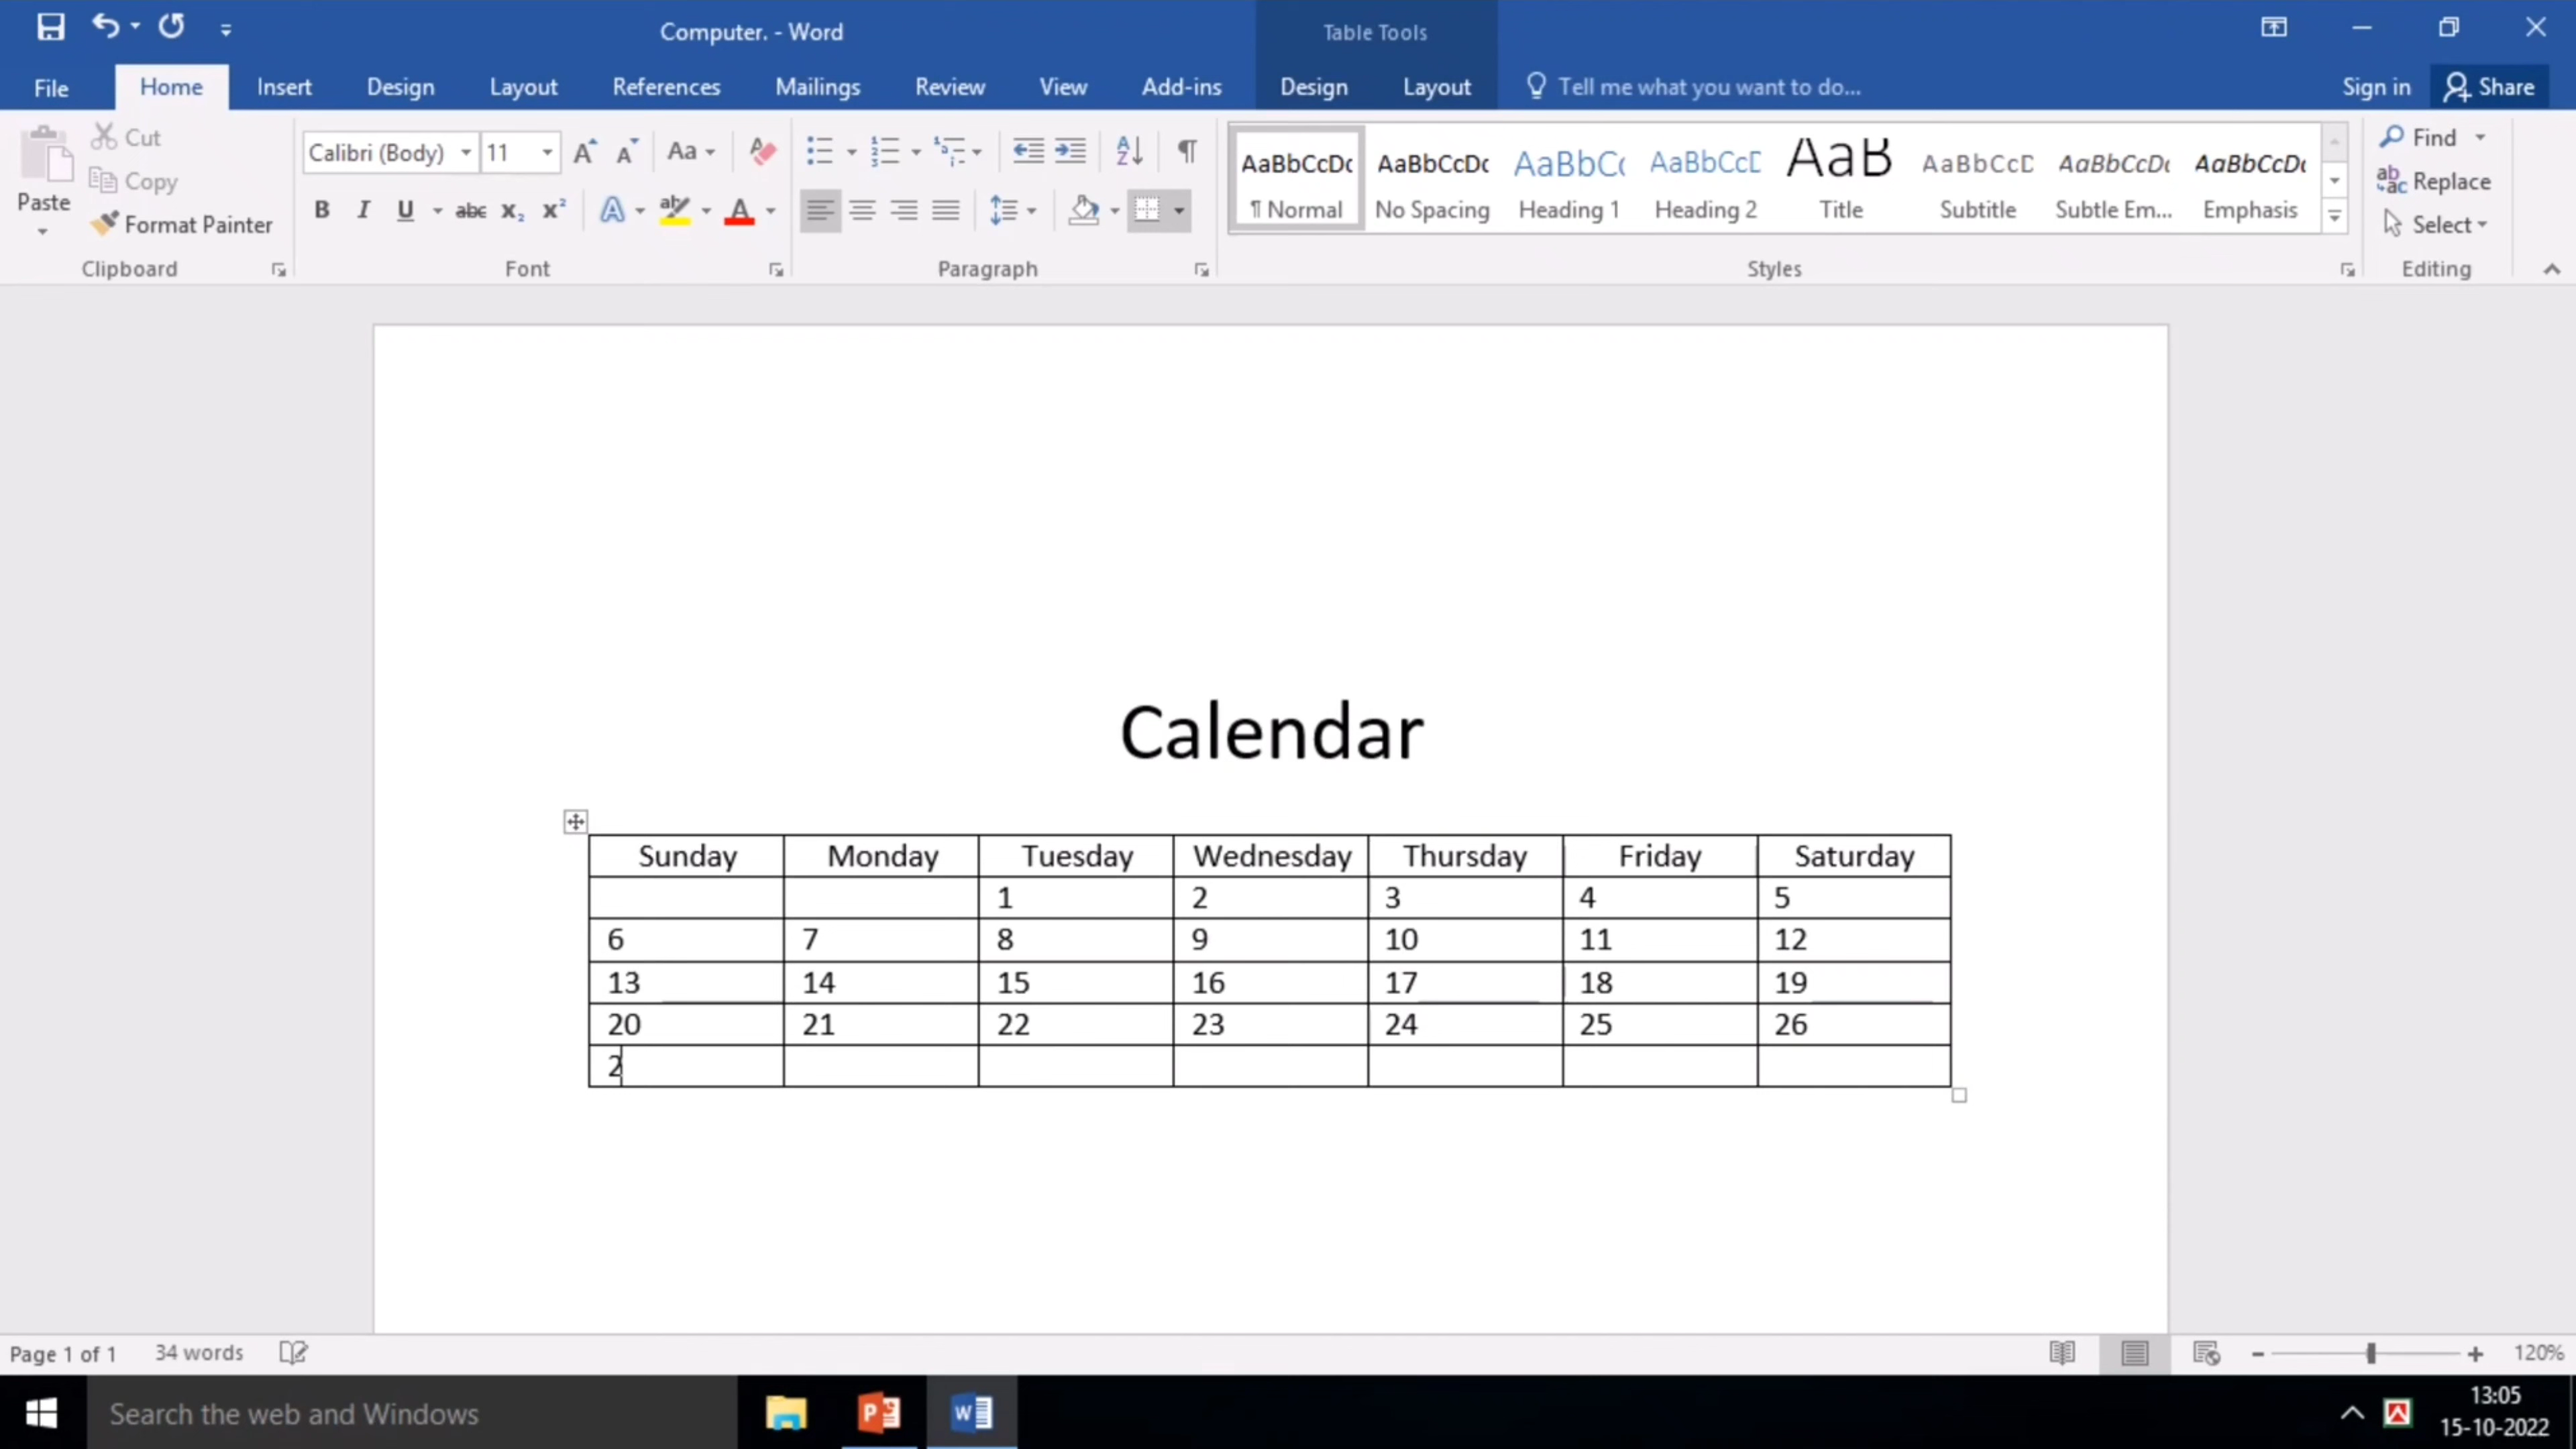 Computer. - Word
Table Tools
File Home Insert Design Layout References Mailings Review View Add-ins Design Layout Tell me what you want to do... Sign in Share
Paste
Cut
Copy
Format Painter
Clipboard
Calibri (Body) 11
Font
Paragraph
AaBbCcDc AaBbCcDc AaBbC( AaBbCcD AaB AaBbCcD AaBbCcDc AaBbCcDc
¶ Normal No Spacing Heading 1 Heading 2 Title Subtitle Subtle Em... Emphasis
Styles
Find
Replace
Select
Editing
Calendar
Sunday Monday Tuesday Wednesday Thursday Friday Saturday
1 2 3 4 5
6 7 8 9 10 11 12
13 14 15 16 17 18 19
20 21 22 23 24 25 26
2
Page 1 of 1 34 words 120%
Search the web and Windows
13:05
15-10-2022